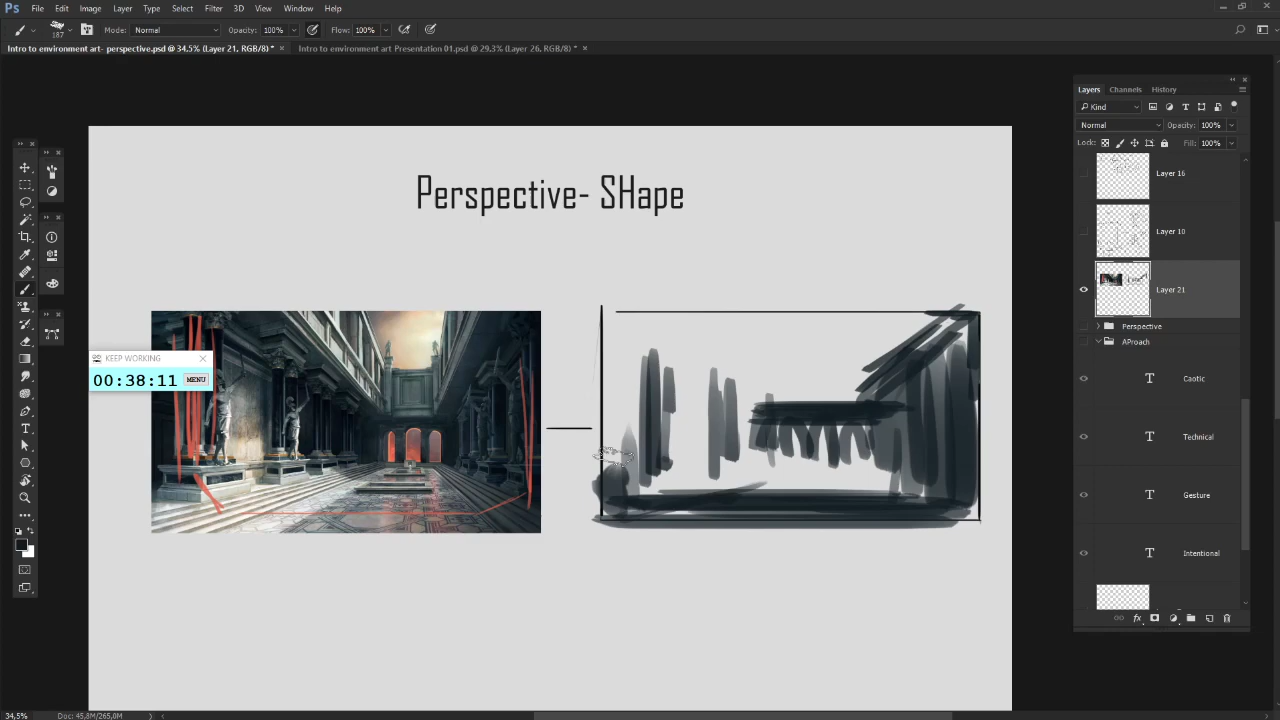 Ps File Edit Image Layer Type Select Filter 3D View Window Help
187 Mode: Normal Opacity: 100% Flow: 100%
Intro to environment art- perspective.psd @ 34,5% (Layer 21, RGB/8) * × Intro to environment art Presentation 01.psd @ 29.3% (Layer 26, RGB/8) * ×
Perspective- SHape
KEEP WORKING
00:38:11 MENU
Layers Channels History
Kind
Normal Opacity: 100%
Lock: Fill: 100%
Layer 16
Layer 10
Layer 21
Perspective
AProach
T Caotic
T Technical
T Gesture
T Intentional
fx
34,5% Doc: 45,8M/265,0M